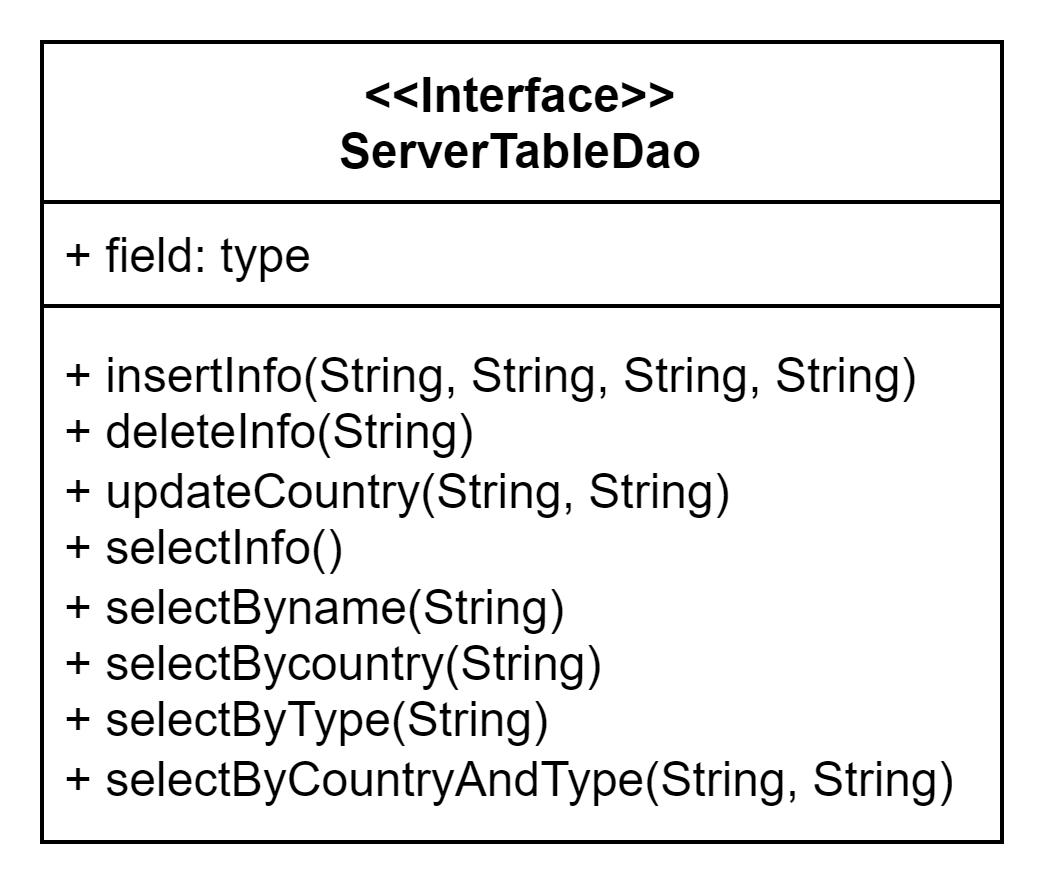 <<Interface>>
ServerTableDao
+ field: type
+ insertInfo(String, String, String, String)
+ deleteInfo(String)
+ updateCountry(String, String)
+ selectInfo()
+ selectByname(String)
+ selectBycountry(String)
+ selectByType(String)
+ selectByCountryAndType(String, String)